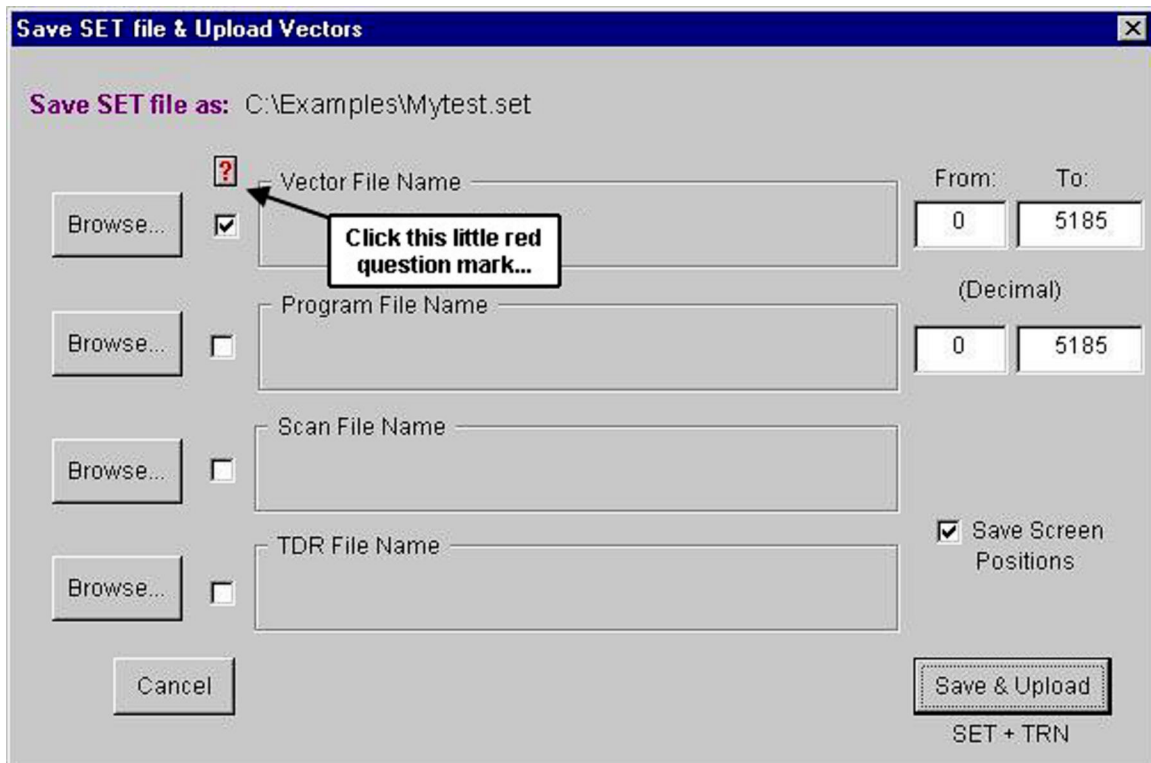 Save SET file & Upload Vectors
Save SET file as: C:\Examples\Mytest.set
?
Vector File Name
From: To:
Browse...
0 5185
Click this little red
question mark...
(Decimal)
Program File Name
Browse...
0 5185
Scan File Name
Browse...
Save Screen
Positions
TDR File Name
Browse...
Cancel
Save & Upload
SET + TRN